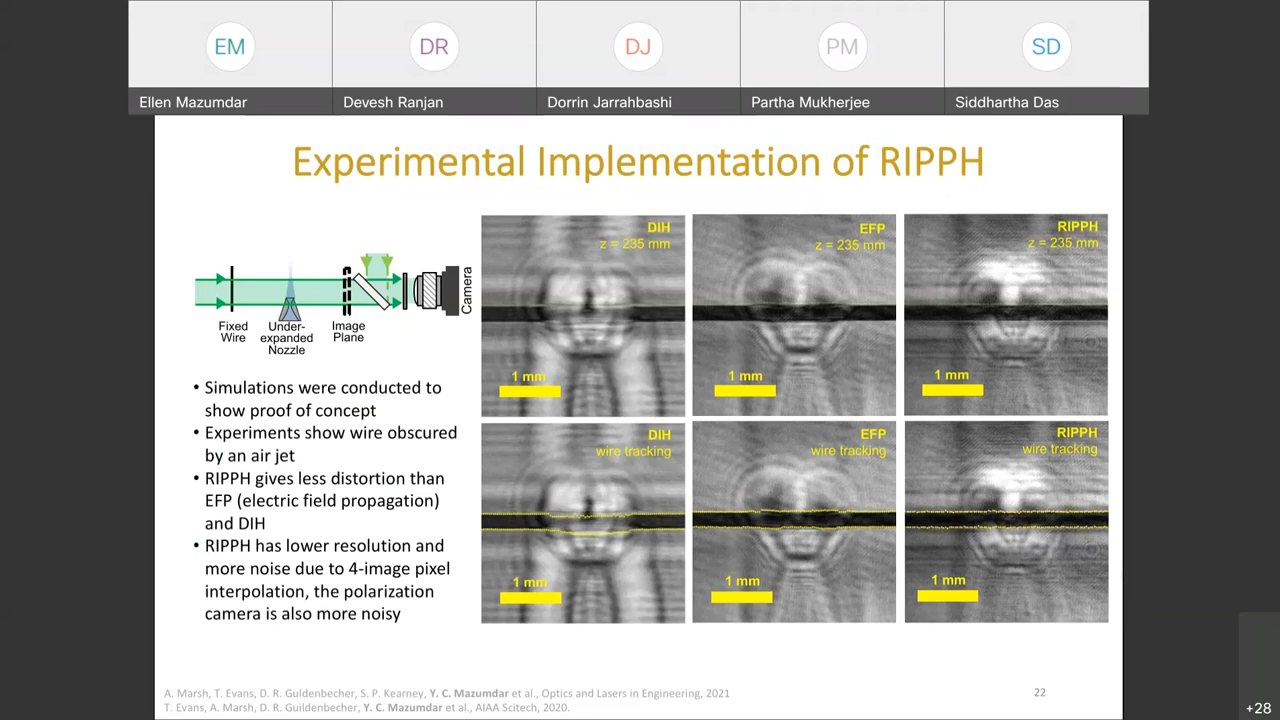 EM
DR
DJ
PM
SD
Ellen Mazumdar
Devesh Ranjan
Dorrin Jarrahbashi
Partha Mukherjee
Siddhartha Das
Experimental Implementation of RIPPH
Fixed
Wire
Under-
expanded
Nozzle
Image
Plane
Camera
• Simulations were conducted to
show proof of concept
• Experiments show wire obscured
by an air jet
• RIPPH gives less distortion than
EFP (electric field propagation)
and DIH
• RIPPH has lower resolution and
more noise due to 4-image pixel
interpolation, the polarization
camera is also more noisy
DIH
z = 235 mm
1 mm
EFP
z = 235 mm
1 mm
RIPPH
z = 235 mm
1 mm
DIH
wire tracking
1 mm
EFP
wire tracking
1 mm
RIPPH
wire tracking
1 mm
A. Marsh, T. Evans, D. R. Guldenbecher, S. P. Kearney, Y. C. Mazumdar et al., Optics and Lasers in Engineering, 2021
T. Evans, A. Marsh, D. R. Guildenbecher, Y. C. Mazumdar et al., AIAA Scitech, 2020.
22
+28